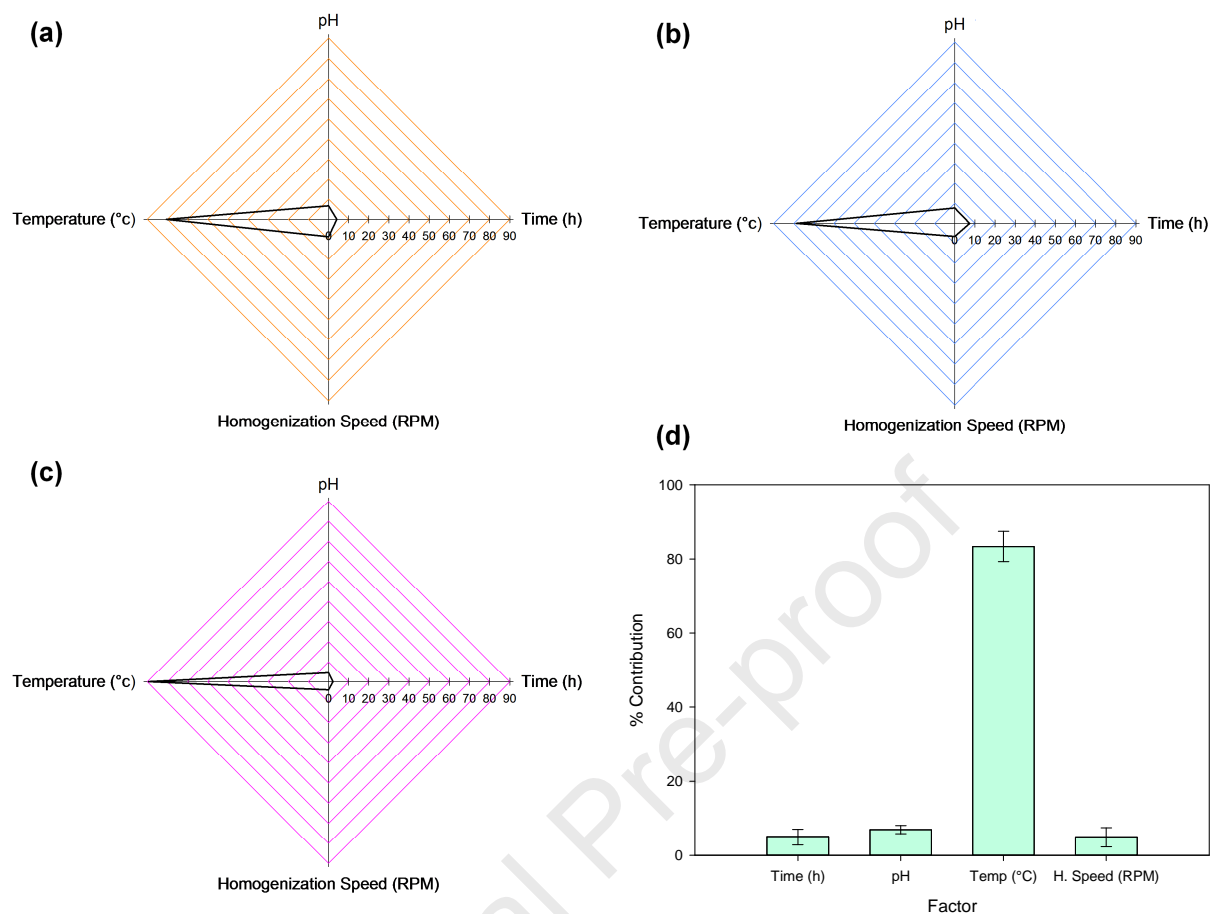 (a)
pH
Temperature (°c)
Time (h)
0 10 20 30 40 50 60 70 80 90
Homogenization Speed (RPM)
(b)
pH
Temperature (°c)
Time (h)
0 10 20 30 40 50 60 70 80 90
Homogenization Speed (RPM)
(c)
pH
Temperature (°c)
Time (h)
0 10 20 30 40 50 60 70 80 90
Homogenization Speed (RPM)
(d)
100
80
60
40
20
0
% Contribution
Time (h) pH Temp (°C) H. Speed (RPM)
Factor
al Pre-proof